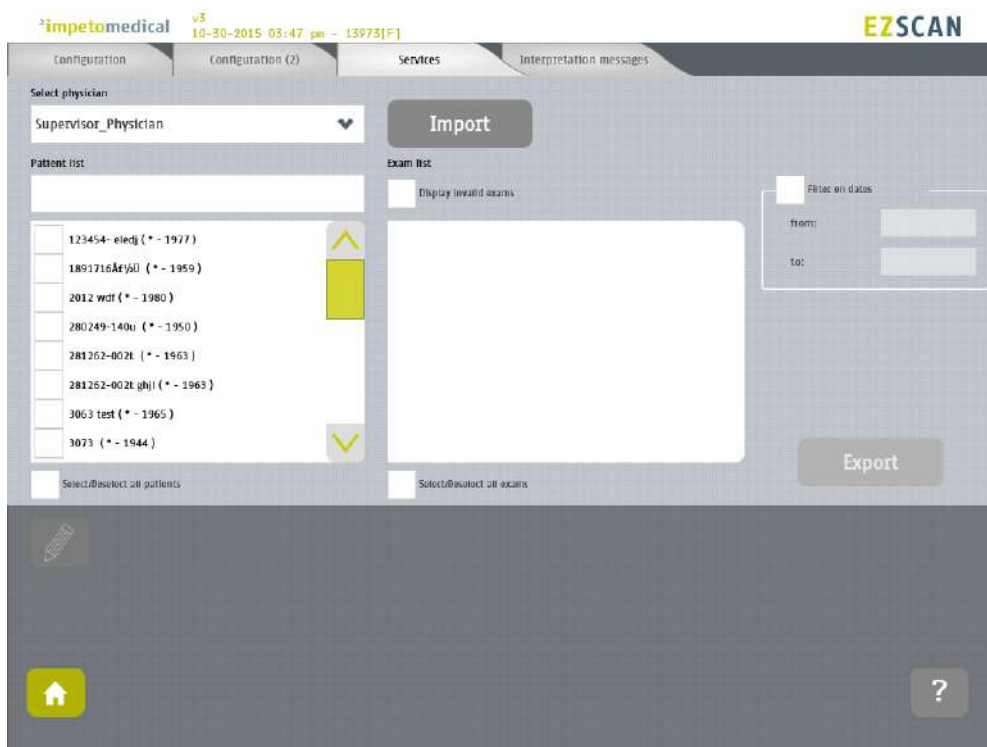 impetomedical
v3
10-30-2015 03:47 pm - 13973[F]
EZSCAN
Configuration
Configuration (2)
Services
Interpretation messages
Select physician
Supervisor_Physician
Import
Patient list
Exam list
Display invalid exams
Filter on dates
from:
to:
123454- eledj ( * - 1977 )
1891716Åf½Ü ( * - 1959 )
2012 wdf ( * - 1980 )
280249-140u ( * - 1950 )
281262-002t ( * - 1963 )
281262-002t ghjl ( * - 1963 )
3063 test ( * - 1965 )
3073 ( * - 1944 )
Export
Select/Deselect all patients
Select/Deselect all exams
?